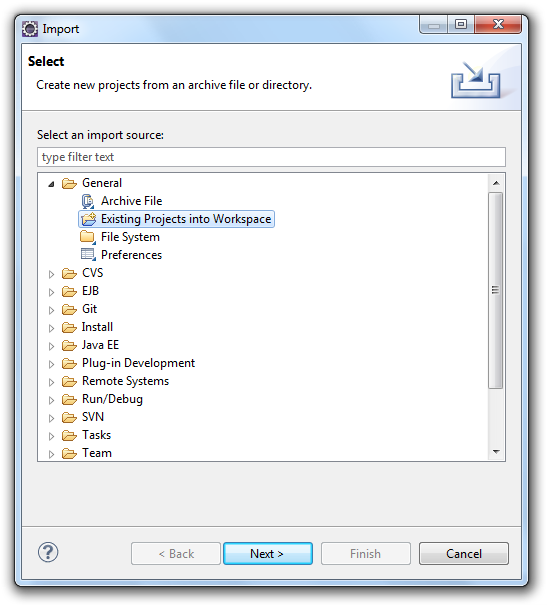 Import
Select
Create new projects from an archive file or directory.
Select an import source:
type filter text
General
Archive File
Existing Projects into Workspace
File System
Preferences
CVS
EJB
Git
Install
Java EE
Plug-in Development
Remote Systems
Run/Debug
SVN
Tasks
Team
? < Back Next > Finish Cancel